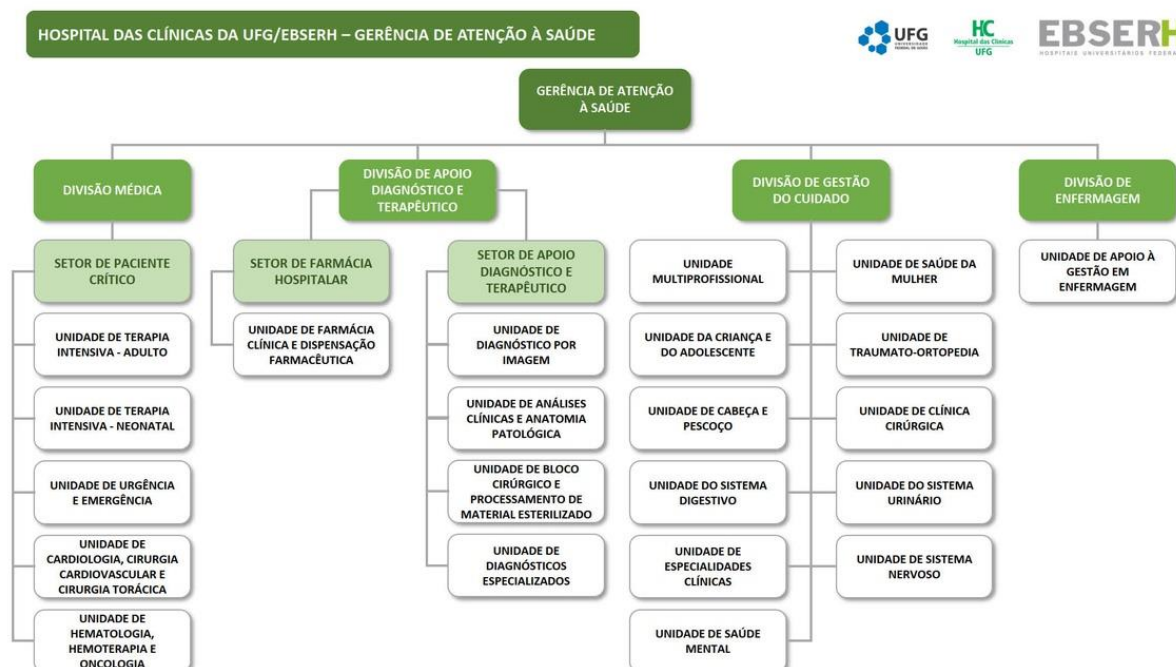 HOSPITAL DAS CLÍNICAS DA UFG/EBSERH – GERÊNCIA DE ATENÇÃO À SAÚDE
UFG
UNIVERSIDADE
FEDERAL DE GOIÁS
HC
Hospital das Clínicas
UFG
EBSERH
HOSPITAIS UNIVERSITÁRIOS FEDERA
GERÊNCIA DE ATENÇÃO
À SAÚDE
DIVISÃO MÉDICA
DIVISÃO DE APOIO
DIAGNÓSTICO E
TERAPÊUTICO
DIVISÃO DE GESTÃO
DO CUIDADO
DIVISÃO DE
ENFERMAGEM
SETOR DE PACIENTE
CRÍTICO
UNIDADE DE TERAPIA
INTENSIVA - ADULTO
UNIDADE DE TERAPIA
INTENSIVA - NEONATAL
UNIDADE DE URGÊNCIA
E EMERGÊNCIA
UNIDADE DE
CARDIOLOGIA, CIRURGIA
CARDIOVASCULAR E
CIRURGIA TORÁCICA
UNIDADE DE
HEMATOLOGIA,
HEMOTERAPIA E
ONCOLOGIA
SETOR DE FARMÁCIA
HOSPITALAR
UNIDADE DE FARMÁCIA
CLÍNICA E DISPENSAÇÃO
FARMACÊUTICA
SETOR DE APOIO
DIAGNÓSTICO E
TERAPÊUTICO
UNIDADE DE
DIAGNÓSTICO POR
IMAGEM
UNIDADE DE ANÁLISES
CLÍNICAS E ANATOMIA
PATOLÓGICA
UNIDADE DE BLOCO
CIRÚRGICO E
PROCESSAMENTO DE
MATERIAL ESTERILIZADO
UNIDADE DE
DIAGNÓSTICOS
ESPECIALIZADOS
UNIDADE
MULTIPROFISSIONAL
UNIDADE DA CRIANÇA E
DO ADOLESCENTE
UNIDADE DE CABEÇA E
PESCOÇO
UNIDADE DO SISTEMA
DIGESTIVO
UNIDADE DE
ESPECIALIDADES
CLÍNICAS
UNIDADE DE SAÚDE
MENTAL
UNIDADE DE SAÚDE DA
MULHER
UNIDADE DE
TRAUMATO-ORTOPEDIA
UNIDADE DE CLÍNICA
CIRÚRGICA
UNIDADE DO SISTEMA
URINÁRIO
UNIDADE DE SISTEMA
NERVOSO
UNIDADE DE APOIO À
GESTÃO EM
ENFERMAGEM